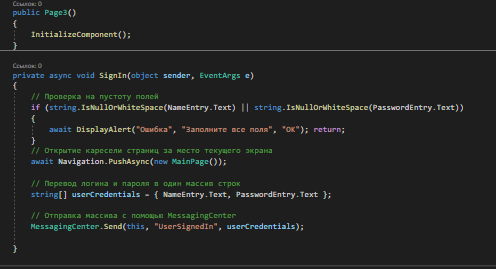 Ссылок: 0
public Page3()
{
InitializeComponent();
}
Ссылок: 0
private async void SignIn(object sender, EventArgs e)
{
// Проверка на пустоту полей
if (string.IsNullOrWhiteSpace(NameEntry.Text) || string.IsNullOrWhiteSpace(PasswordEntry.Text))
{
await DisplayAlert("Ошибка", "Заполните все поля", "ОК"); return;
}
// Открытие каресели страниц за место текущего экрана
await Navigation.PushAsync(new MainPage());
// Перевод логина и пароля в один массив строк
string[] userCredentials = { NameEntry.Text, PasswordEntry.Text };
// Отправка массива с помощью MessagingCenter
MessagingCenter.Send(this, "UserSignedIn", userCredentials);
}